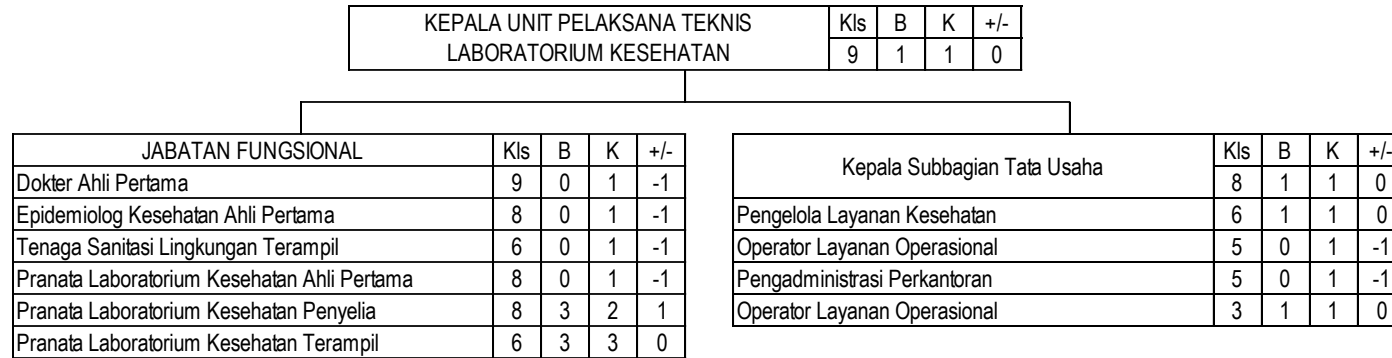 KEPALA UNIT PELAKSANA TEKNIS Kls B K +/-
LABORATORIUM KESEHATAN 9 1 1 0
JABATAN FUNGSIONAL Kls B K +/-
Dokter Ahli Pertama 9 0 1 -1
Epidemiolog Kesehatan Ahli Pertama 8 0 1 -1
Tenaga Sanitasi Lingkungan Terampil 6 0 1 -1
Pranata Laboratorium Kesehatan Ahli Pertama 8 0 1 -1
Pranata Laboratorium Kesehatan Penyelia 8 3 2 1
Pranata Laboratorium Kesehatan Terampil 6 3 3 0
Kepala Subbagian Tata Usaha Kls B K +/-
8 1 1 0
Pengelola Layanan Kesehatan 6 1 1 0
Operator Layanan Operasional 5 0 1 -1
Pengadministrasi Perkantoran 5 0 1 -1
Operator Layanan Operasional 3 1 1 0